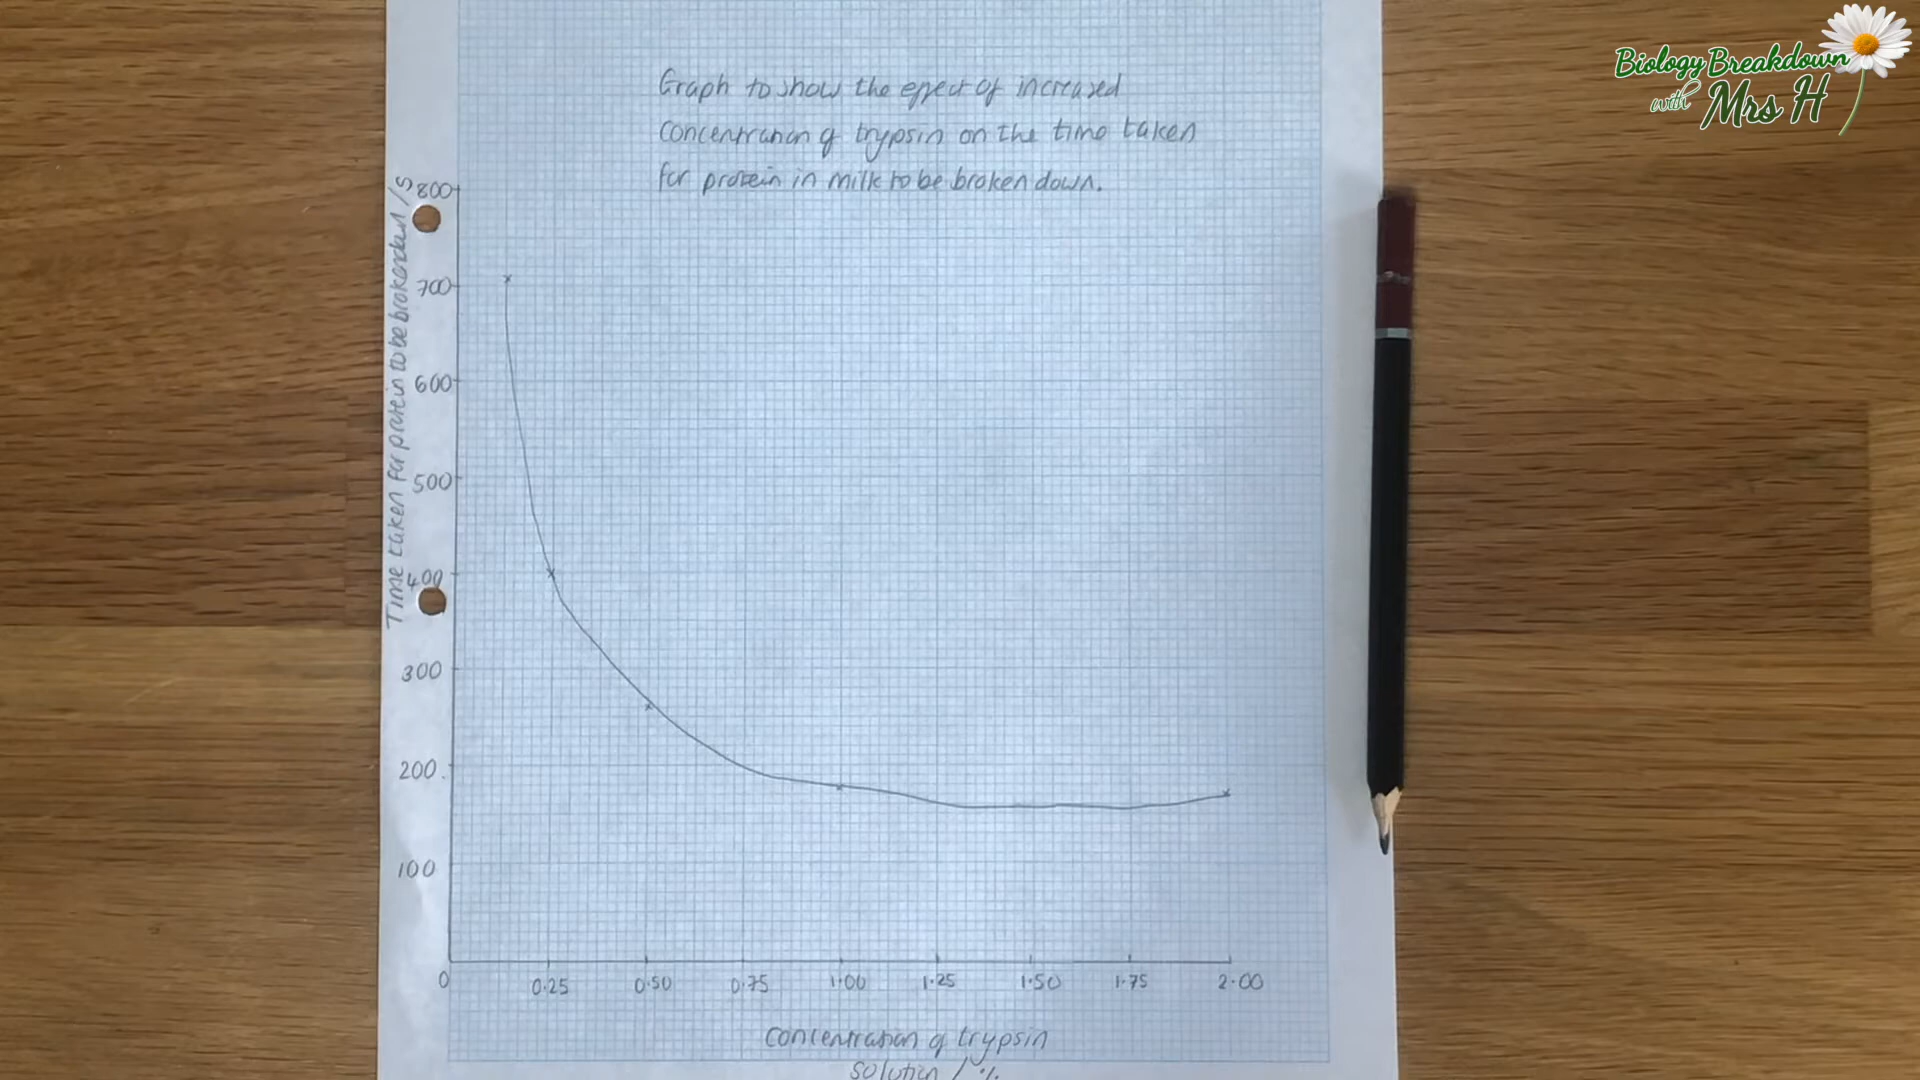 Biology Breakdown
with Mrs H
Graph to show the effect of increased
concentration of trypsin on the time taken
for protein in milk to be broken down.
Time taken for protein to be broken down /s
800
700
600
500
400
300
200
100
0
0.25
0.50
0.75
1.00
1.25
1.50
1.75
2.00
Concentration of trypsin
solution / %